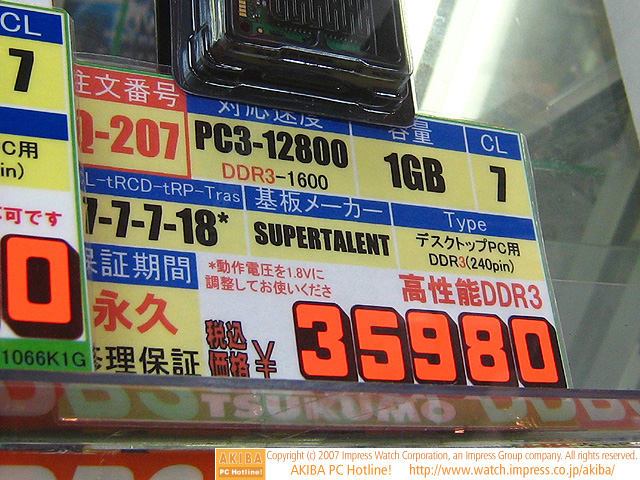 CL
7
C用
in)
可です
0
1066K1G
注文番号
Q-207
対応速度
PC3-12800
DDR3-1600
容量
1GB
CL
7
CL-tRCD-tRP-Tras
7-7-7-18*
基板メーカー
SUPERTALENT
Type
デスクトップPC用
DDR3(240pin)
保証期間
永久
修理保証
*動作電圧を1.8Vに
調整してお使いくださ
高性能DDR3
税込
価格 ¥ 35980
TSUKUMO
AKIBA
PC Hotline!
Copyright (c) 2007 Impress Watch Corporation, an Impress Group company. All rights reserved.
AKIBA PC Hotline! http://www.watch.impress.co.jp/akiba/